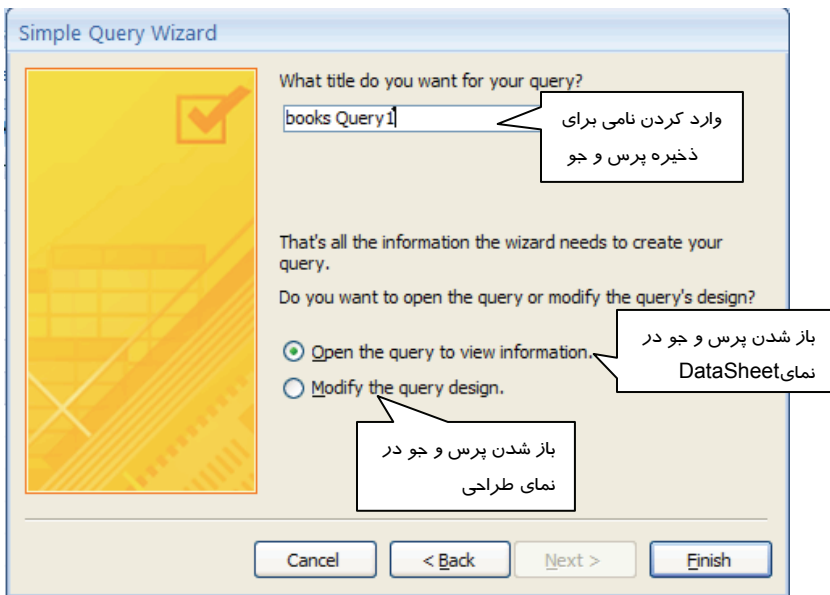 Simple Query Wizard
What title do you want for your query?
books Query1
وارد کردن نامی برای
ذخیره پرس و جو
That's all the information the wizard needs to create your
query.
Do you want to open the query or modify the query's design?
باز شدن پرس و جو در
نمایDataSheet
Open the query to view information.
Modify the query design.
باز شدن پرس و جو در
نمای طراحی
Cancel
< Back
Next >
Finish